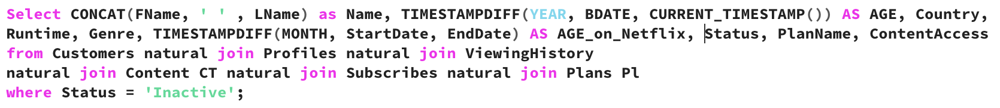 Select CONCAT(FName, ' ' , LName) as Name, TIMESTAMPDIFF(YEAR, BDATE, CURRENT_TIMESTAMP()) AS AGE, Country,
Runtime, Genre, TIMESTAMPDIFF(MONTH, StartDate, EndDate) AS AGE_on_Netflix, Status, PlanName, ContentAccess
from Customers natural join Profiles natural join ViewingHistory
natural join Content CT natural join Subscribes natural join Plans Pl
where Status = 'Inactive';